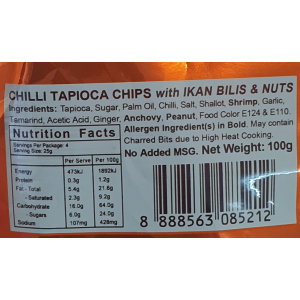 CHILLI TAPIOCA CHIPS with IKAN BILIS & NUTS
Ingredients: Tapioca, Sugar, Palm Oil, Chilli, Salt, Shallot, Shrimp, Garlic,
Tamarind, Acetic Acid, Ginger, Anchovy, Peanut, Food Color E124 & E110.
Allergen Ingredient(s) in Bold. May contain
Charred Bits due to High Heat Cooking.
No Added MSG. Net Weight: 100g
Nutrition Facts
Servings Per Package: 4
Serving Size: 25g
Per Serve Per 100g
Energy 473kJ 1892kJ
Protein 0.3g 1.2g
Fat - Total 5.4g 21.6g
- Saturated 2.3g 9.2g
Carbohydrate 16.0g 64.0g
- Sugars 6.0g 24.0g
Sodium 107mg 428mg
8 888563 085212